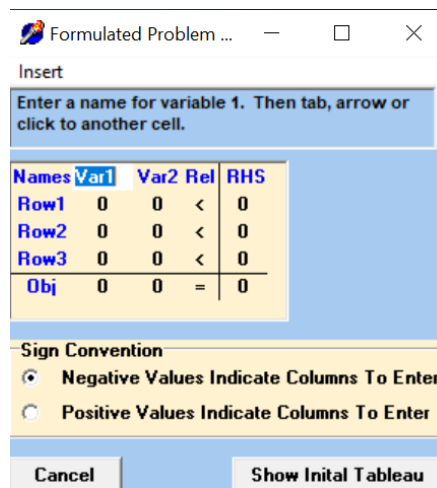 Formulated Problem ...
Insert
Enter a name for variable 1. Then tab, arrow or
click to another cell.
Names Var1 Var2 Rel RHS
Row1 0 0 < 0
Row2 0 0 < 0
Row3 0 0 < 0
Obj 0 0 = 0
Sign Convention
Negative Values Indicate Columns To Enter
Positive Values Indicate Columns To Enter
Cancel Show Inital Tableau